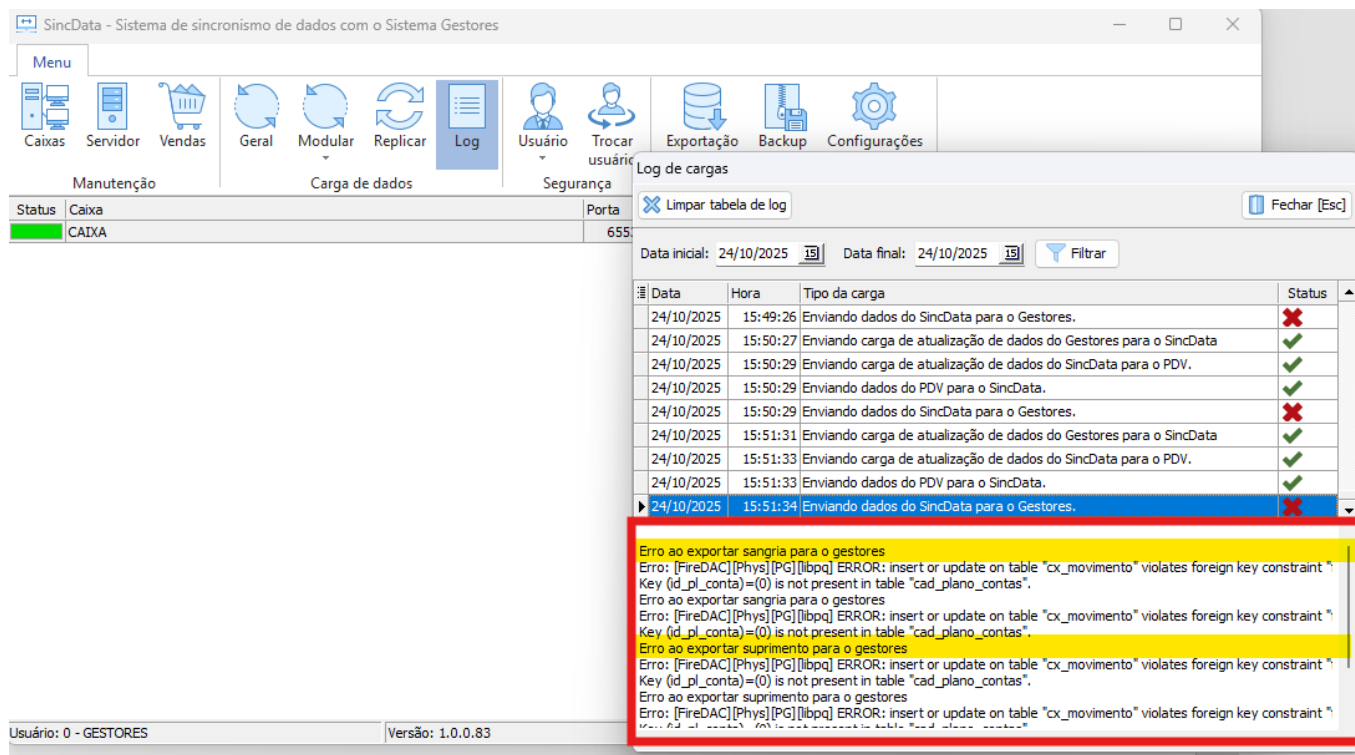 SincData - Sistema de sincronismo de dados com o Sistema Gestores
Menu
Caixas Servidor Vendas Geral Modular Replicar Log Usuário Trocar usuário Exportação Backup Configurações
Manutenção Carga de dados Segurança
Status Caixa Porta
CAIXA 655
Log de cargas
Limpar tabela de log Fechar [Esc]
Data inicial: 24/10/2025 15 Data final: 24/10/2025 15 Filtrar
Data Hora Tipo da carga Status
24/10/2025 15:49:26 Enviando dados do SincData para o Gestores.
24/10/2025 15:50:27 Enviando carga de atualização de dados do Gestores para o SincData
24/10/2025 15:50:29 Enviando carga de atualização de dados do SincData para o PDV.
24/10/2025 15:50:29 Enviando dados do PDV para o SincData.
24/10/2025 15:50:29 Enviando dados do SincData para o Gestores.
24/10/2025 15:51:31 Enviando carga de atualização de dados do Gestores para o SincData
24/10/2025 15:51:33 Enviando carga de atualização de dados do SincData para o PDV.
24/10/2025 15:51:33 Enviando dados do PDV para o SincData.
24/10/2025 15:51:34 Enviando dados do SincData para o Gestores.
Erro ao exportar sangria para o gestores
Erro: [FireDAC][Phys][PG][libpq] ERROR: insert or update on table "cx_movimento" violates foreign key constraint "
Key (id_pl_conta)=(0) is not present in table "cad_plano_contas".
Erro ao exportar sangria para o gestores
Erro: [FireDAC][Phys][PG][libpq] ERROR: insert or update on table "cx_movimento" violates foreign key constraint "
Key (id_pl_conta)=(0) is not present in table "cad_plano_contas".
Erro ao exportar suprimento para o gestores
Erro: [FireDAC][Phys][PG][libpq] ERROR: insert or update on table "cx_movimento" violates foreign key constraint "
Key (id_pl_conta)=(0) is not present in table "cad_plano_contas".
Erro ao exportar suprimento para o gestores
Erro: [FireDAC][Phys][PG][libpq] ERROR: insert or update on table "cx_movimento" violates foreign key constraint "
Usuário: 0 - GESTORES Versão: 1.0.0.83